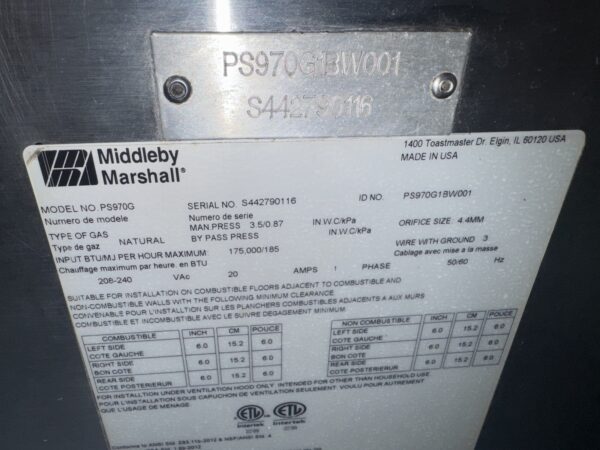 PS970G1BW001
S442790116
Middleby
Marshall®
1400 Toastmaster Dr. Elgin, IL 60120 USA
MADE IN USA
MODEL NO. PS970G SERIAL NO. S442790116 ID NO. PS970G1BW001
Numero de modele Numero de serie
TYPE OF GAS NATURAL MAN PRESS 3.5/0.87 IN.W.C/kPa ORIFICE SIZE: 4.4MM
Type de gaz BY PASS PRESS IN.W.C/kPa
INPUT BTU/MJ PER HOUR MAXIMUM 175,000/185 WIRE WITH GROUND 3
Chauffage maximum par heure. en BTU Cablage avec mise a la masse
208-240 VAc 20 AMPS 1 PHASE 50/60 Hz
SUITABLE FOR INSTALLATION ON COMBUSTIBLE FLOORS ADJACENT TO COMBUSTIBLE AND
NON-COMBUSTIBLE WALLS WITH THE FOLLOWING MINIMUM CLEARANCE
CONVENABLE POUR L'INSTALLATION SUR LES PLANCHERS COMBUSTIBLES ADJACENTS A AUX MURS
COMBUSTIBLE ET INCOMBUSTIBLE AVEC LE SUIVRE DEGAGEMENT MINIMUM.
COMBUSTIBLE INCH CM POUCE NON COMBUSTIBLE INCH CM POUCE
LEFT SIDE 6.0 15.2 6.0 LEFT SIDE 6.0 15.2 6.0
COTE GAUCHE COTE GAUCHE
RIGHT SIDE 6.0 15.2 6.0 RIGHT SIDE 6.0 15.2 6.0
BON COTE BON COTE
REAR SIDE 6.0 15.2 6.0 REAR SIDE 6.0 15.2 6.0
COTE POSTERIERUR COTE POSTERIERUR
FOR INSTALLATION UNDER VENTILATION HOOD ONLY. INTENDED FOR OTHER THAN HOUSEHOLD USE.
POUR L'INSTALLATION SOUS CAPUCHON DE VENTILATION SEULEMENT. VOULU POUR AUTREMENT
QUE L'USAGE DE MENAGE
ETL ETL
Intertek Intertek